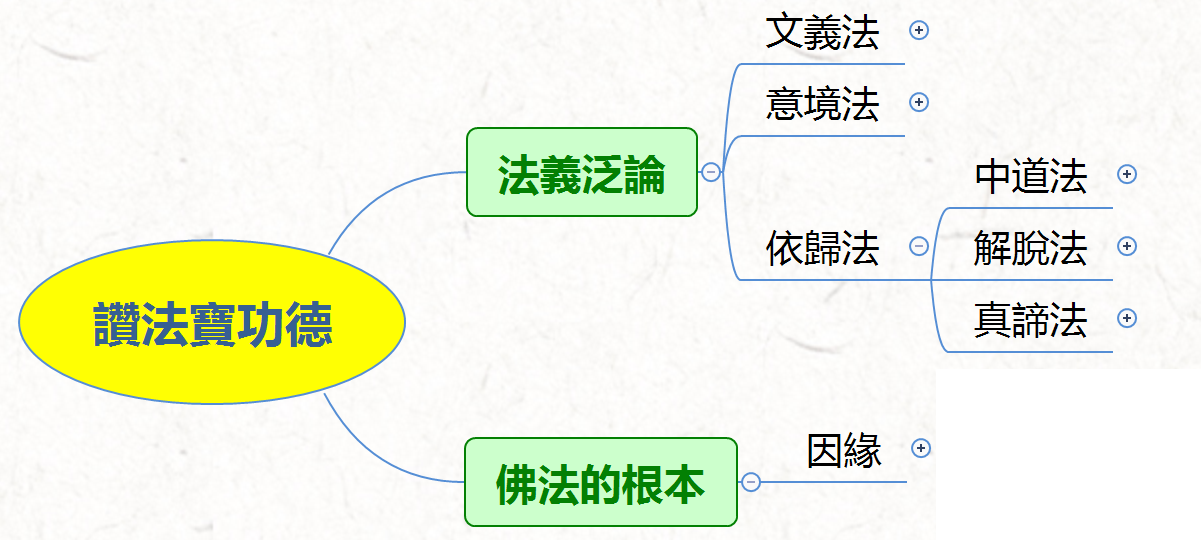 讚法寶功德
法義泛論
文義法
意境法
依歸法
中道法
解脫法
真諦法
佛法的根本
因緣